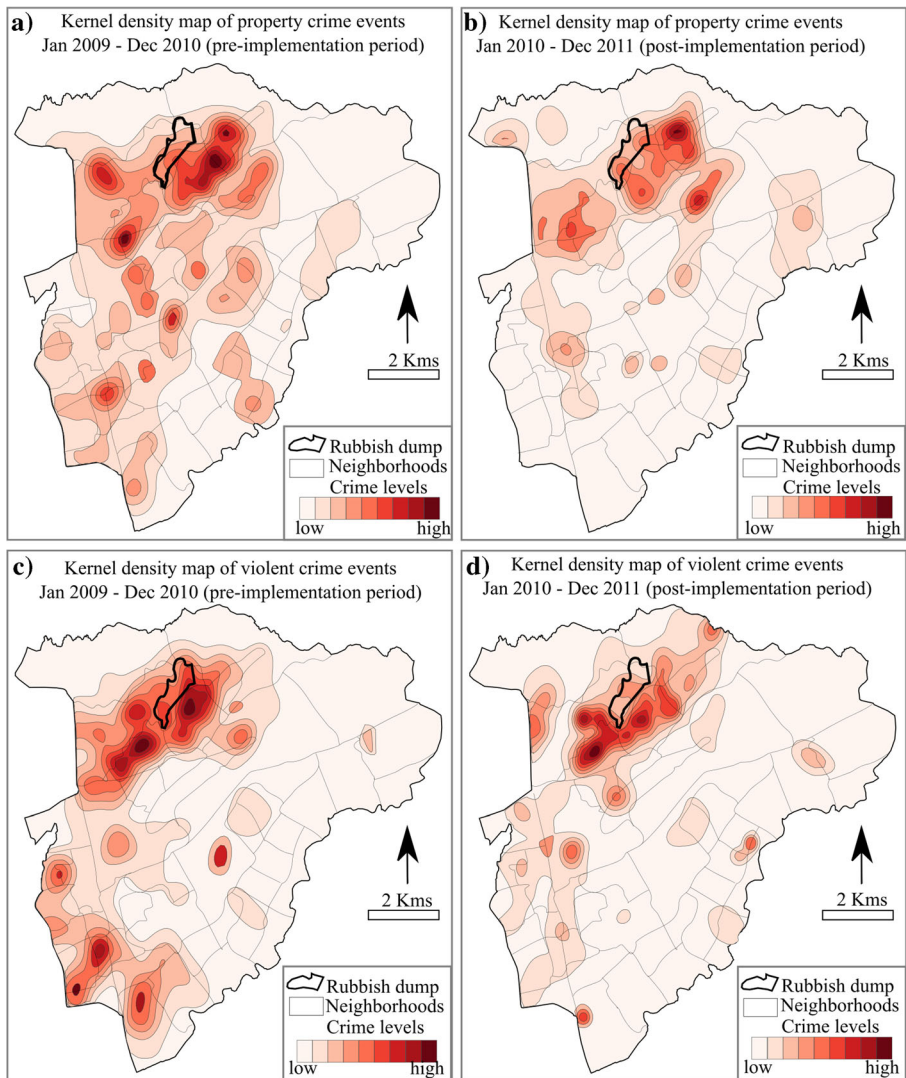 a)
Kernel density map of property crime events
Jan 2009 - Dec 2010 (pre-implementation period)
2 Kms
Rubbish dump
Neighborhoods
Crime levels
low high
b)
Kernel density map of property crime events
Jan 2010 - Dec 2011 (post-implementation period)
2 Kms
Rubbish dump
Neighborhoods
Crime levels
low high
c)
Kernel density map of violent crime events
Jan 2009 - Dec 2010 (pre-implementation period)
2 Kms
Rubbish dump
Neighborhoods
Crime levels
low high
d)
Kernel density map of violent crime events
Jan 2010 - Dec 2011 (post-implementation period)
2 Kms
Rubbish dump
Neighborhoods
Crime levels
low high